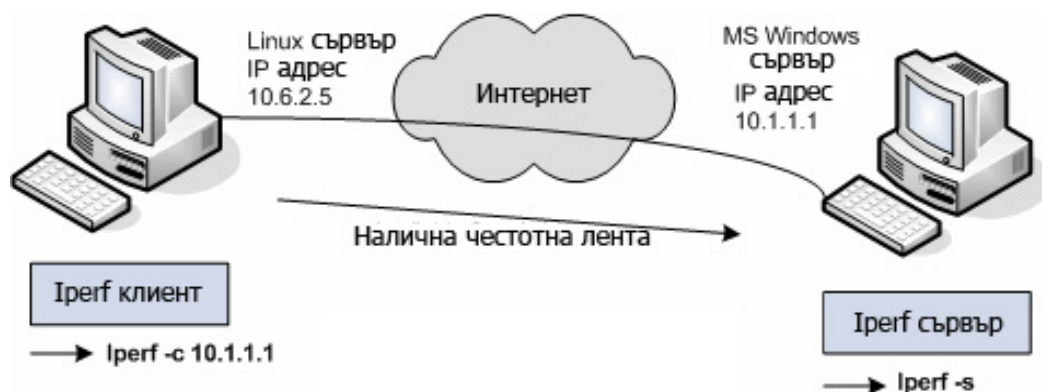 Linux сървър
IP адрес
10.6.2.5
Интернет
MS Windows
сървър
IP адрес
10.1.1.1
Налична честотна лента
Iperf клиент
Iperf -c 10.1.1.1
Iperf сървър
Iperf -s